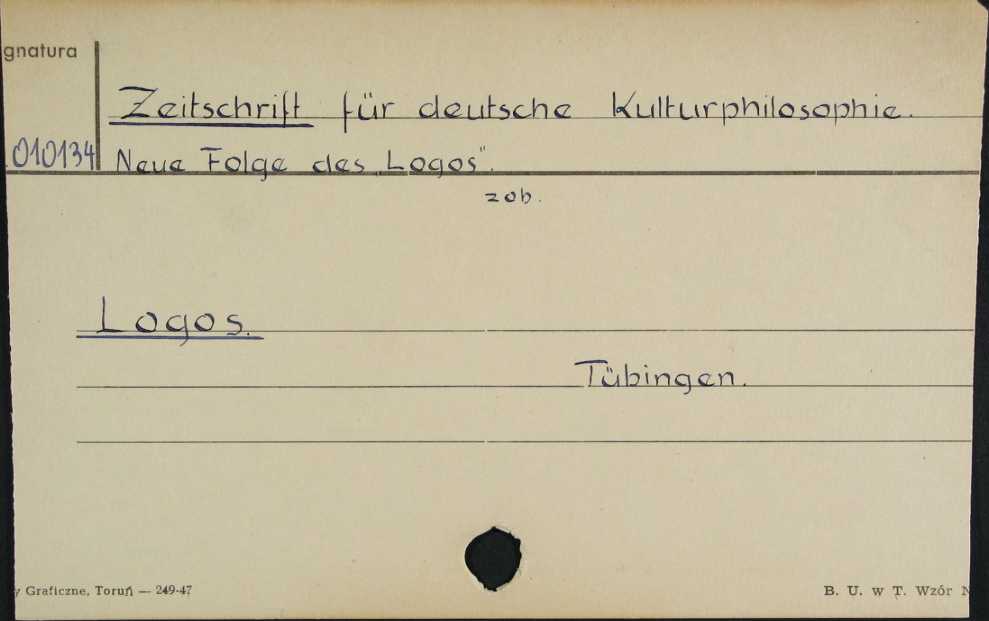 gnatura
Zeitschrift für deutsche Kulturphilosophie.
010134 Neue Folge des „Logos".
zob.
Logos.
Tübingen.
y Graficzne, Toruń — 249-47
B. U. w T. Wzór N